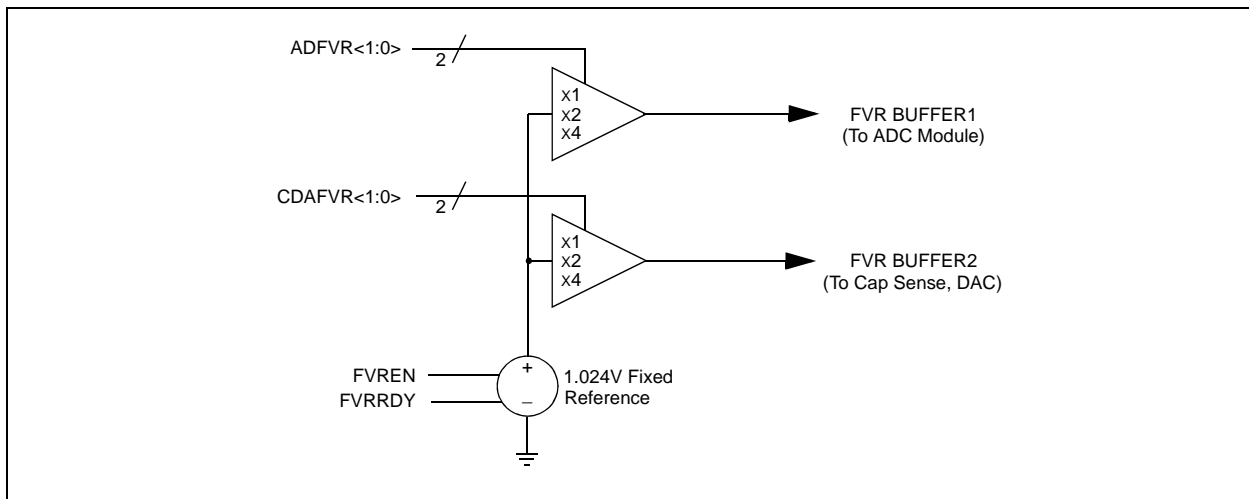 ADFVR<1:0>
2
X1
X2
X4
FVR BUFFER1
(To ADC Module)
CDAFVR<1:0>
2
X1
X2
X4
FVR BUFFER2
(To Cap Sense, DAC)
FVREN
FVRRDY
+
_
1.024V Fixed
Reference